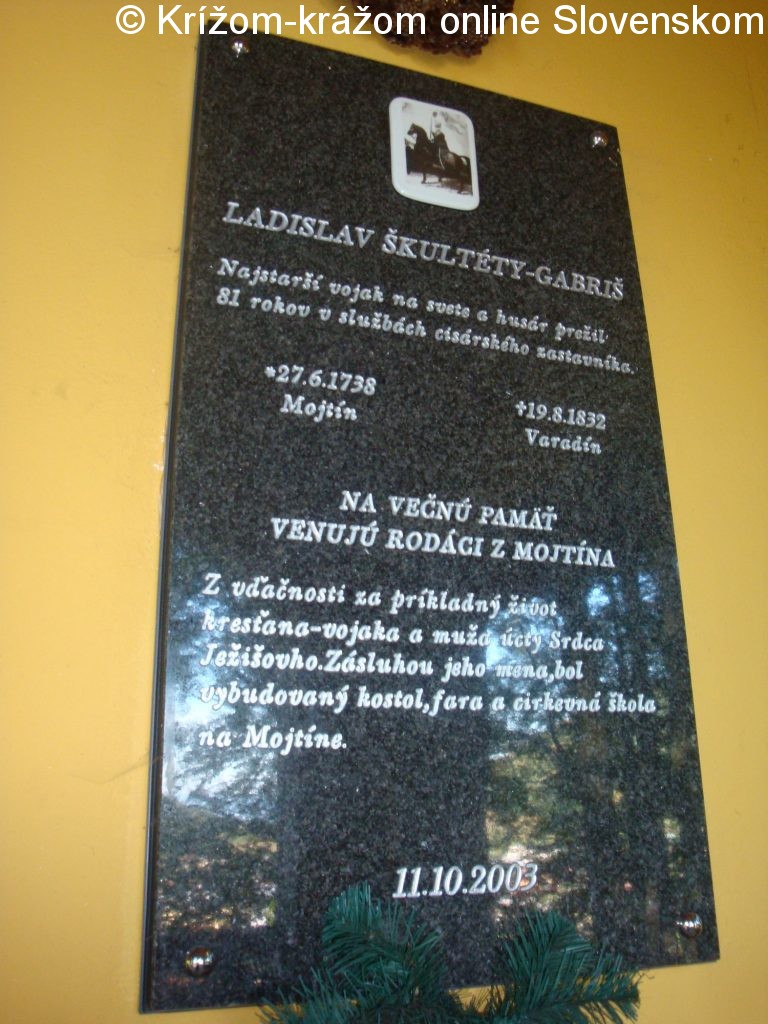 © Krížom-krážom online Slovenskom
LADISLAV ŠKULTÉTY-GABRIŠ
Najstarší vojak na svete a husár prežil
81 rokov v službách cisárského zastavníka.
*27.6.1738
Mojtín
†19.8.1832
Varadín
NA VEČNÚ PAMÄŤ
VENUJÚ RODÁCI Z MOJTÍNA
Z vďačnosti za príkladný život
kresťana-vojaka a muža úcty Srdca
Ježišovho.Zásluhou jeho mena,bol
vybudovaný kostol,fara a cirkevná škola
na Mojtíne.
11.10.2003